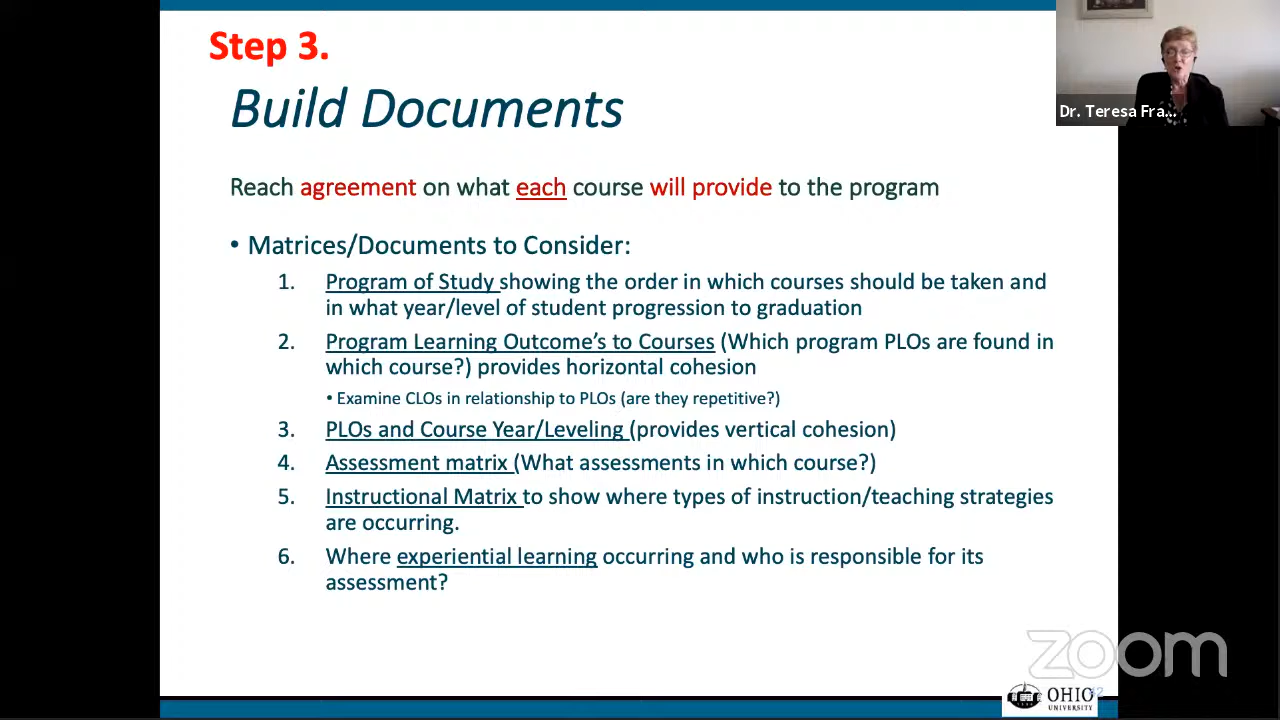 Step 3.
Build Documents
Dr. Teresa Fra...
Reach agreement on what each course will provide to the program
• Matrices/Documents to Consider:
1. Program of Study showing the order in which courses should be taken and
in what year/level of student progression to graduation
2. Program Learning Outcome's to Courses (Which program PLOs are found in
which course?) provides horizontal cohesion
• Examine CLOs in relationship to PLOs (are they repetitive?)
3. PLOs and Course Year/Leveling (provides vertical cohesion)
4. Assessment matrix (What assessments in which course?)
5. Instructional Matrix to show where types of instruction/teaching strategies
are occurring.
6. Where experiential learning occurring and who is responsible for its
assessment?
zoom
OHIO
UNIVERSITY